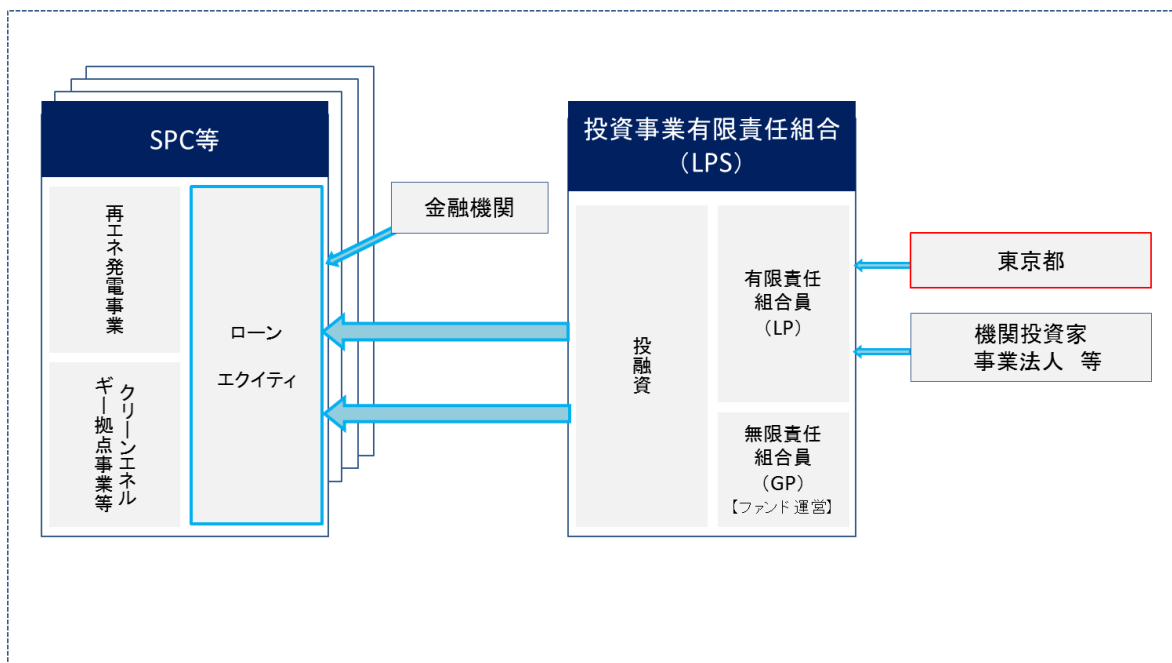 SPC等
再エネ発電事業
クリーンエネル
ギー拠点事業等
ローン
エクイティ
金融機関
投資事業有限責任組合
（LPS）
投融資
有限責任
組合員
（LP）
無限責任
組合員
（GP）
【ファンド運営】
東京都
機関投資家
事業法人　等